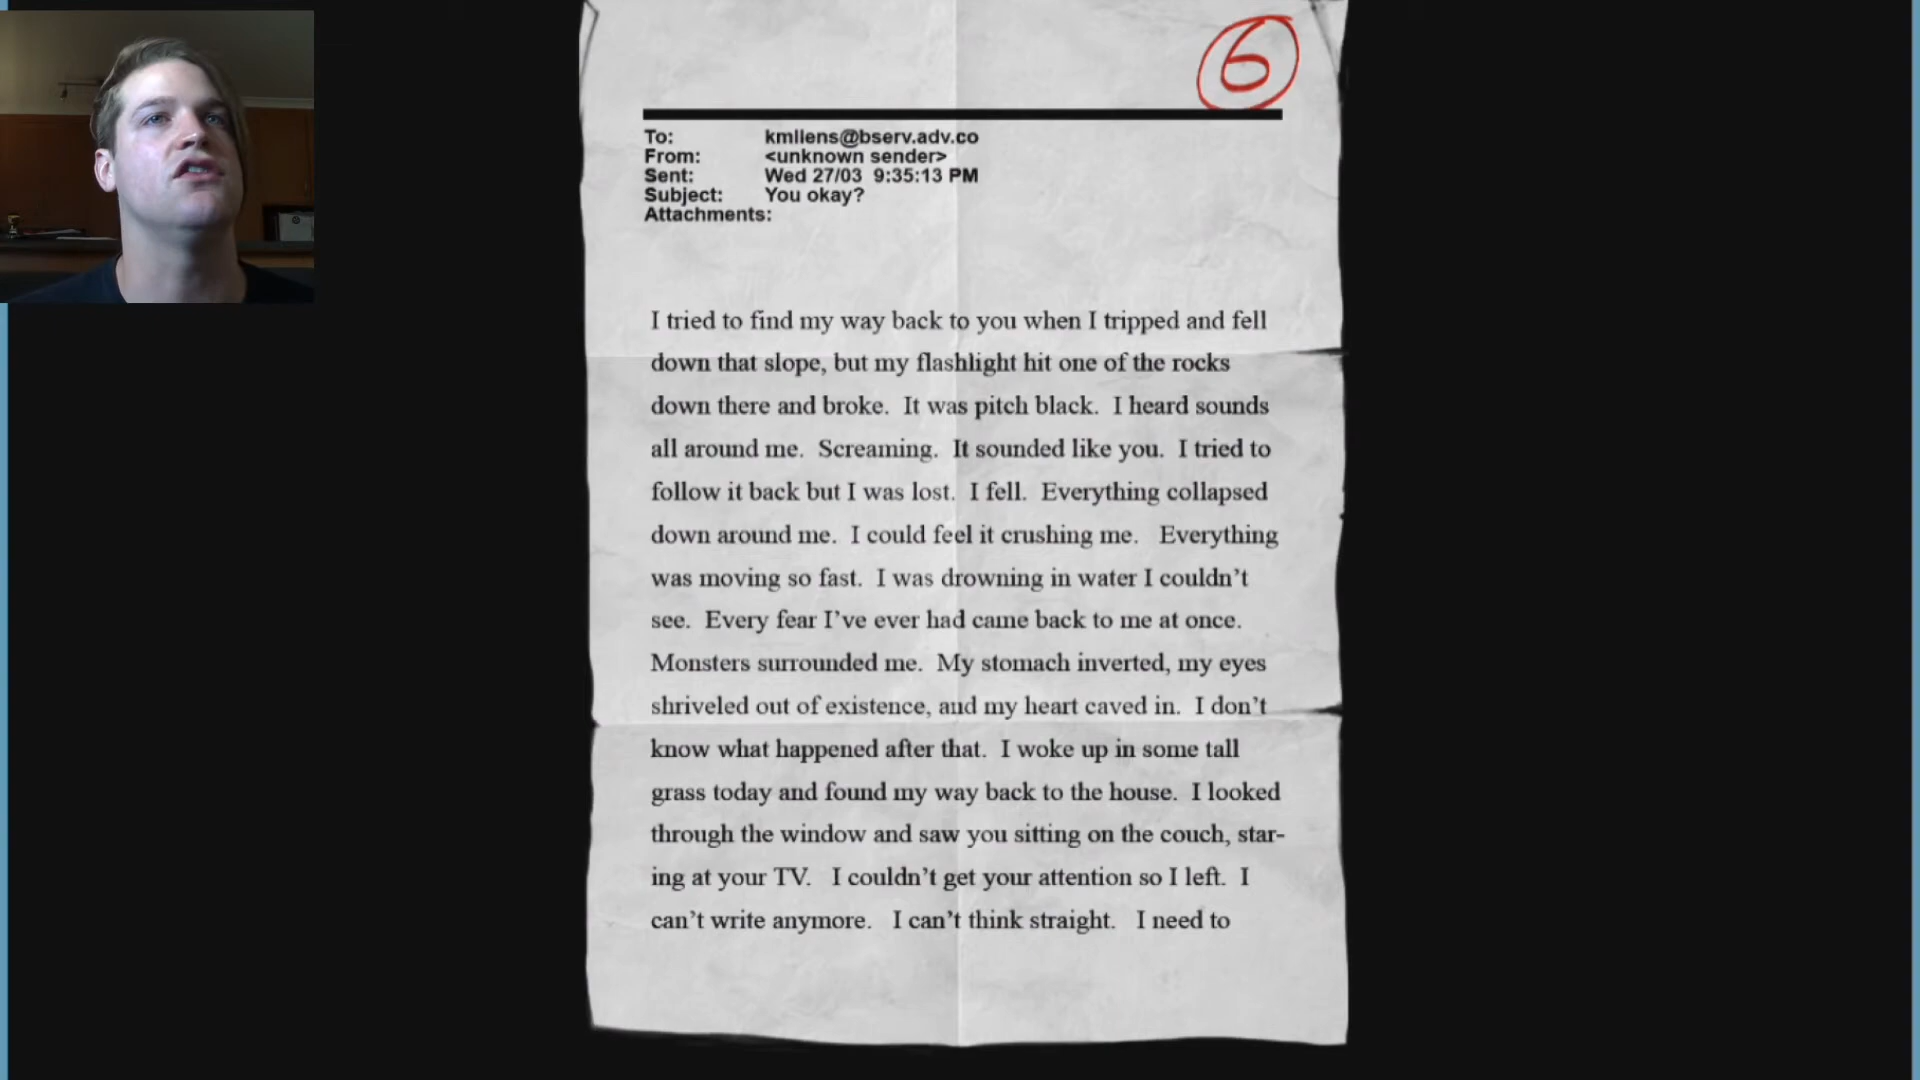 6
To: kmllens@bserv.adv.co
From: <unknown sender>
Sent: Wed 27/03 9:35:13 PM
Subject: You okay?
Attachments:
I tried to find my way back to you when I tripped and fell
down that slope, but my flashlight hit one of the rocks
down there and broke.  It was pitch black.  I heard sounds
all around me.  Screaming.  It sounded like you.  I tried to
follow it back but I was lost.  I fell.  Everything collapsed
down around me.  I could feel it crushing me.   Everything
was moving so fast.  I was drowning in water I couldn’t
see.  Every fear I’ve ever had came back to me at once.
Monsters surrounded me.  My stomach inverted, my eyes
shriveled out of existence, and my heart caved in.  I don’t
know what happened after that.  I woke up in some tall
grass today and found my way back to the house.  I looked
through the window and saw you sitting on the couch, star-
ing at your TV.   I couldn’t get your attention so I left.  I
can’t write anymore.   I can’t think straight.   I need to